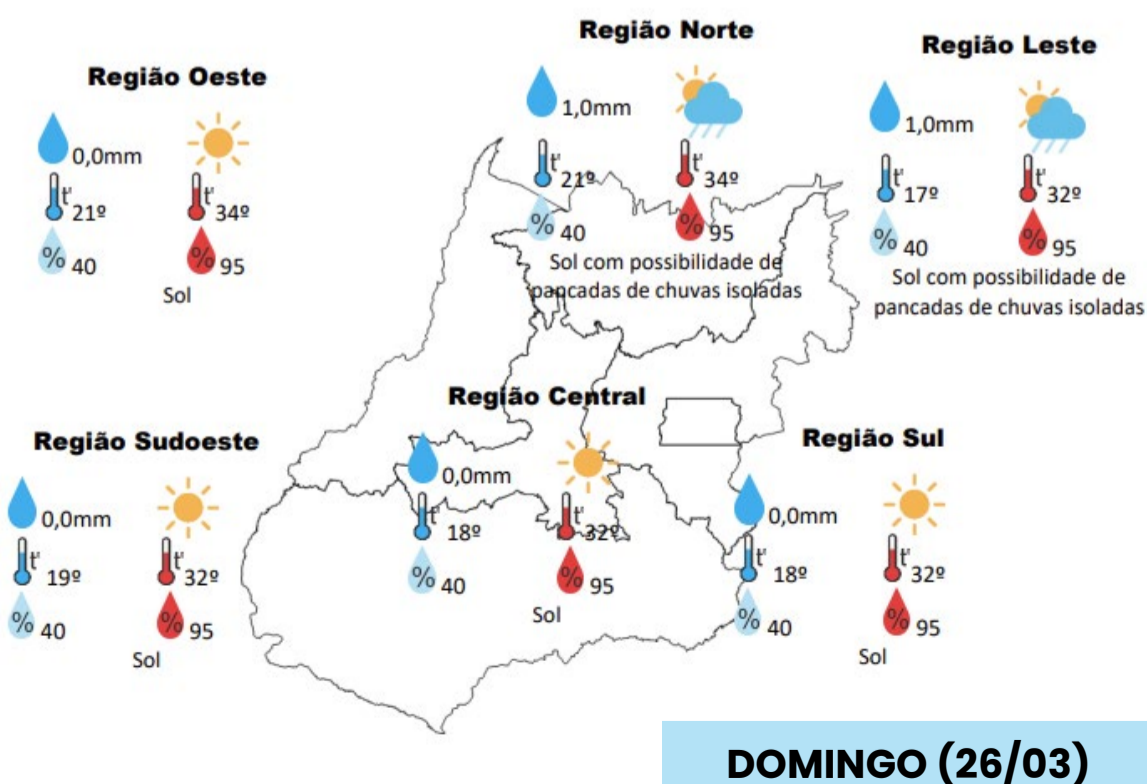 Região Oeste
0,0mm
t'
21º
t'
34º
% 40
% 95
Sol
Região Norte
1,0mm
t'
21º
t'
34º
% 40
% 95
Sol com possibilidade de
pancadas de chuvas isoladas
Região Leste
1,0mm
t'
17º
t'
32º
% 40
% 95
Sol com possibilidade de
pancadas de chuvas isoladas
Região Sudoeste
0,0mm
t'
19º
t'
32º
% 40
% 95
Sol
Região Central
0,0mm
t'
18º
t'
32º
% 40
% 95
Sol
Região Sul
0,0mm
t'
18º
t'
32º
% 40
% 95
Sol
DOMINGO (26/03)